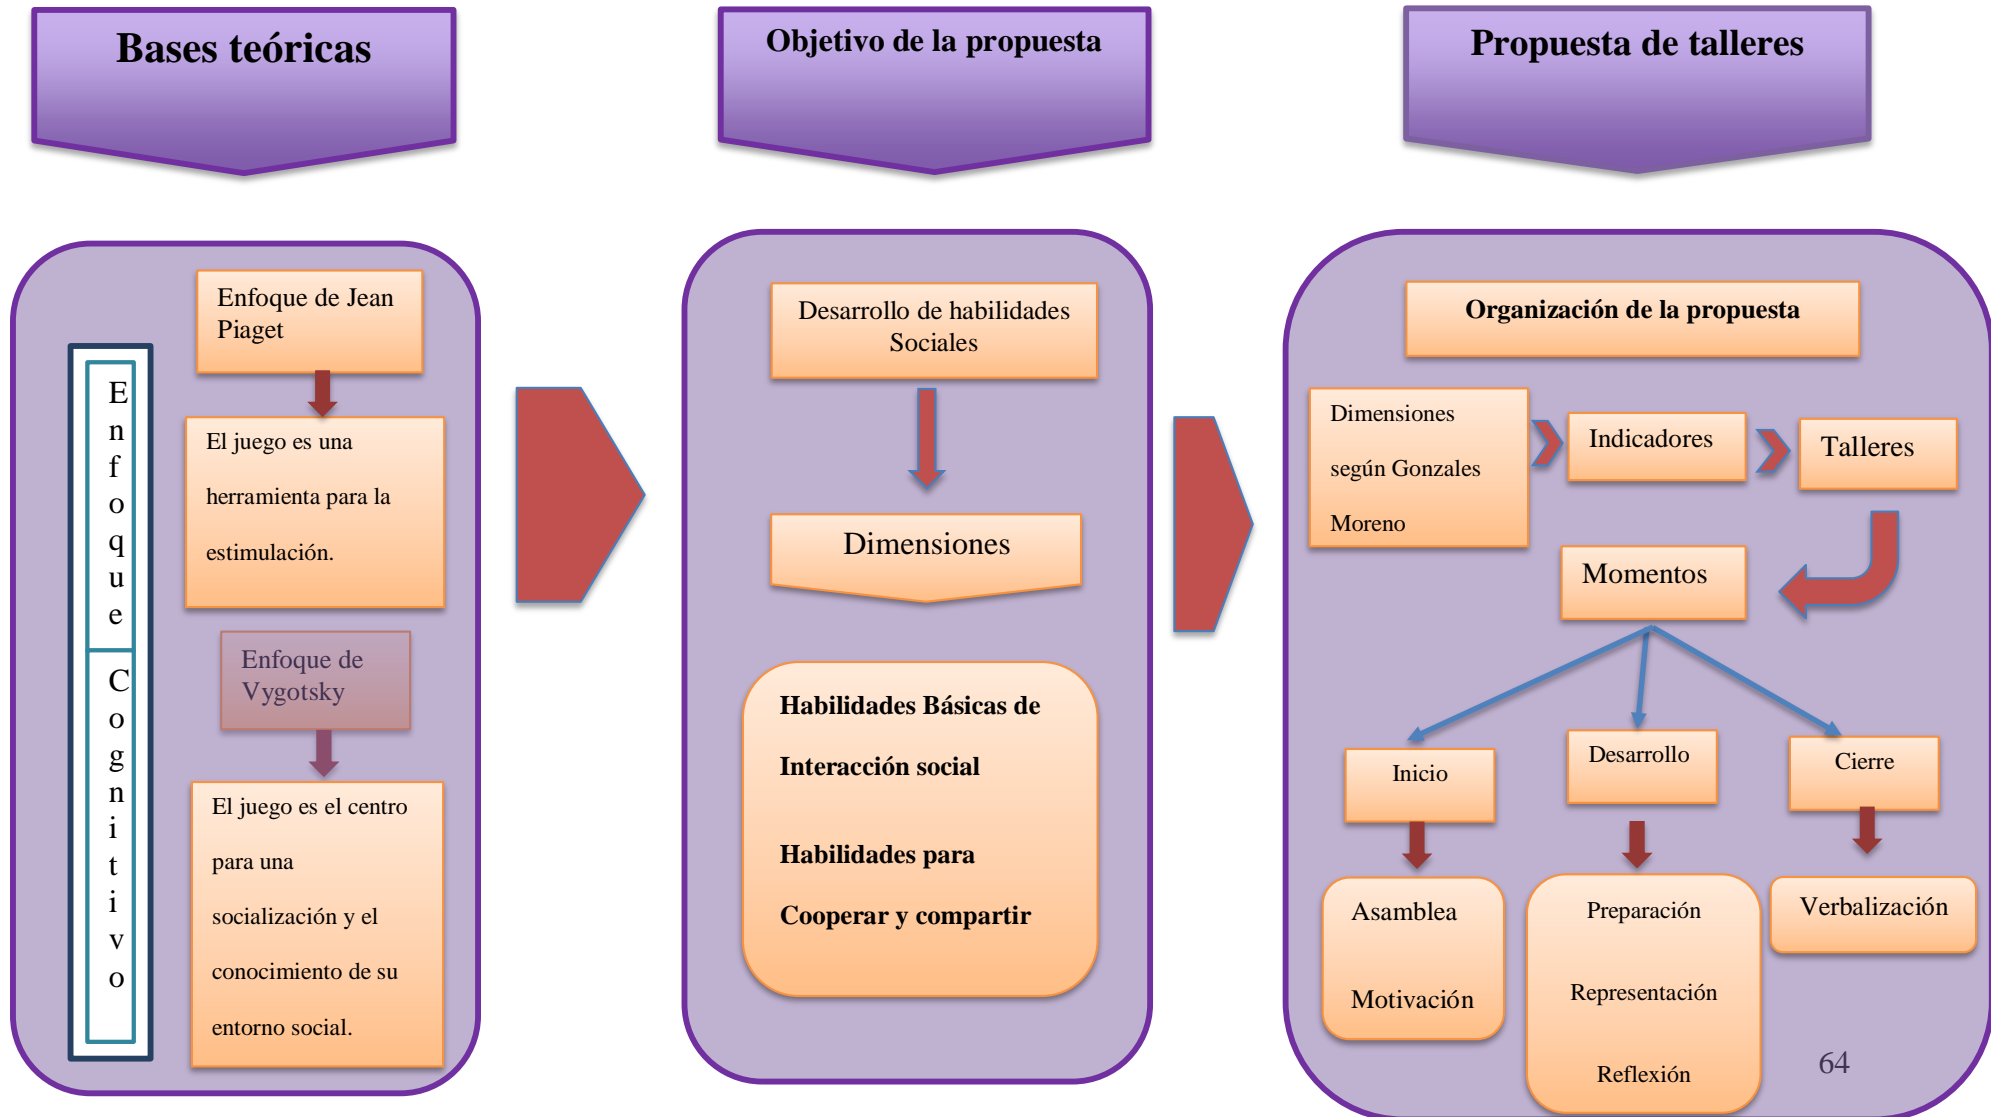 Bases teóricas
Objetivo de la propuesta
Propuesta de talleres
Enfoque
Cognitivo
Enfoque de Jean
Piaget
El juego es una
herramienta para la
estimulación.
Enfoque de
Vygotsky
El juego es el centro
para una
socialización y el
conocimiento de su
entorno social.
Desarrollo de habilidades
Sociales
Dimensiones
Habilidades Básicas de
Interacción social
Habilidades para
Cooperar y compartir
Organización de la propuesta
Dimensiones
según Gonzales
Moreno
Indicadores
Talleres
Momentos
Inicio
Desarrollo
Cierre
Asamblea
Motivación
Preparación
Representación
Reflexión
Verbalización
64